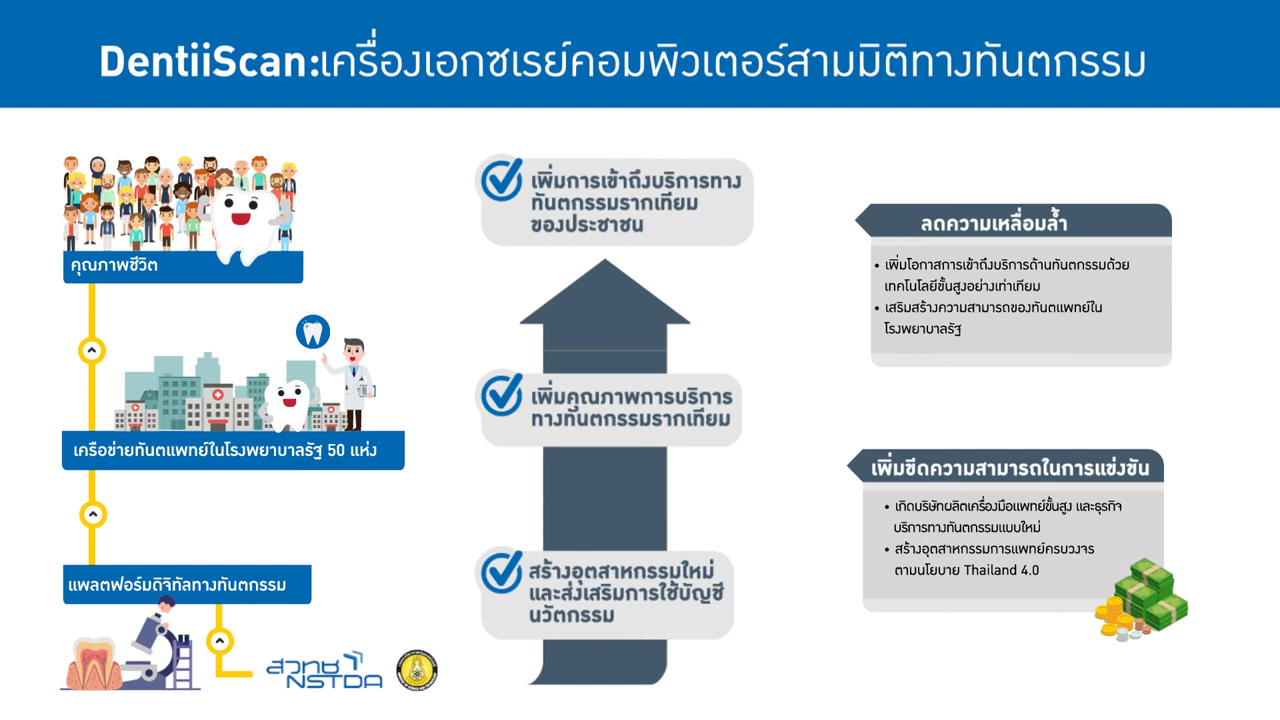 DentiiScan:เครื่องเอกซเรย์คอมพิวเตอร์สามมิติทางทันตกรรม
คุณภาพชีวิต
เครือข่ายทันตแพทย์ในโรงพยาบาลรัฐ 50 แห่ง
แพลตฟอร์มดิจิทัลทางทันตกรรม
สวทช
NSTDA
เพิ่มการเข้าถึงบริการทาง
ทันตกรรมรากเทียม
ของประชาชน
เพิ่มคุณภาพการบริการ
ทางทันตกรรมรากเทียม
สร้างอุตสาหกรรมใหม่
และส่งเสริมการใช้บัญชี
นวัตกรรม
ลดความเหลื่อมล้ำ
• เพิ่มโอกาสการเข้าถึงบริการด้านทันตกรรมด้วย
เทคโนโลยีขั้นสูงอย่างเท่าเทียม
• เสริมสร้างความสามารถของทันตแพทย์ใน
โรงพยาบาลรัฐ
เพิ่มขีดความสามารถในการแข่งขัน
• เกิดบริษัทผลิตเครื่องมือแพทย์ขั้นสูง และธุรกิจ
บริการทางทันตกรรมแบบใหม่
• สร้างอุตสาหกรรมการแพทย์ครบวงจร
ตามนโยบาย Thailand 4.0